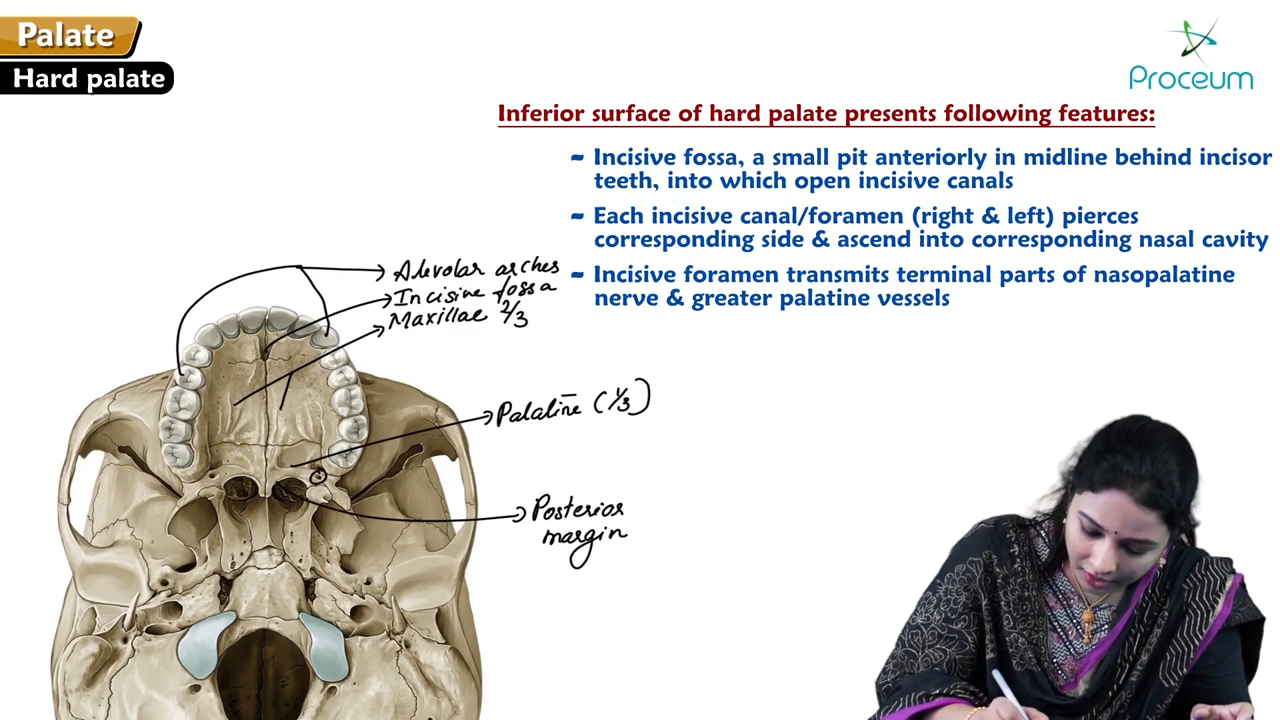 Palate
Hard palate
Proceum
Inferior surface of hard palate presents following features:
~ Incisive fossa, a small pit anteriorly in midline behind incisor
teeth, into which open incisive canals
~ Each incisive canal/foramen (right & left) pierces
corresponding side & ascend into corresponding nasal cavity
~ Incisive foramen transmits terminal parts of nasopalatine
nerve & greater palatine vessels
Alevolar arches
Incisive fossa
Maxillae 2/3
Palatine (1/3)
Posterior
margin